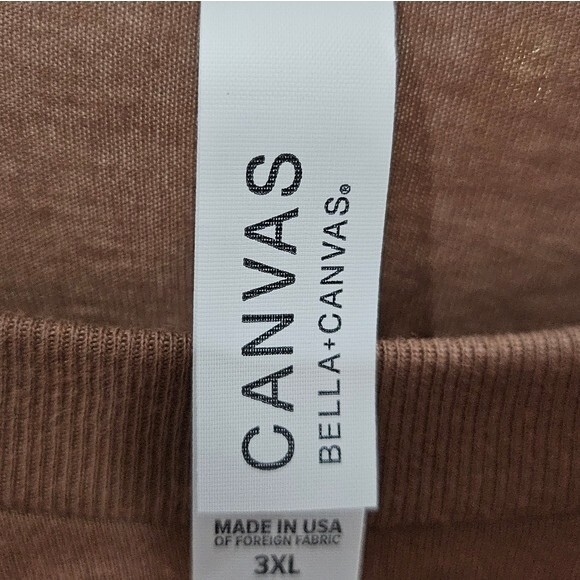 CANVAS
BELLA+CANVAS®
MADE IN USA
OF FOREIGN FABRIC
3XL